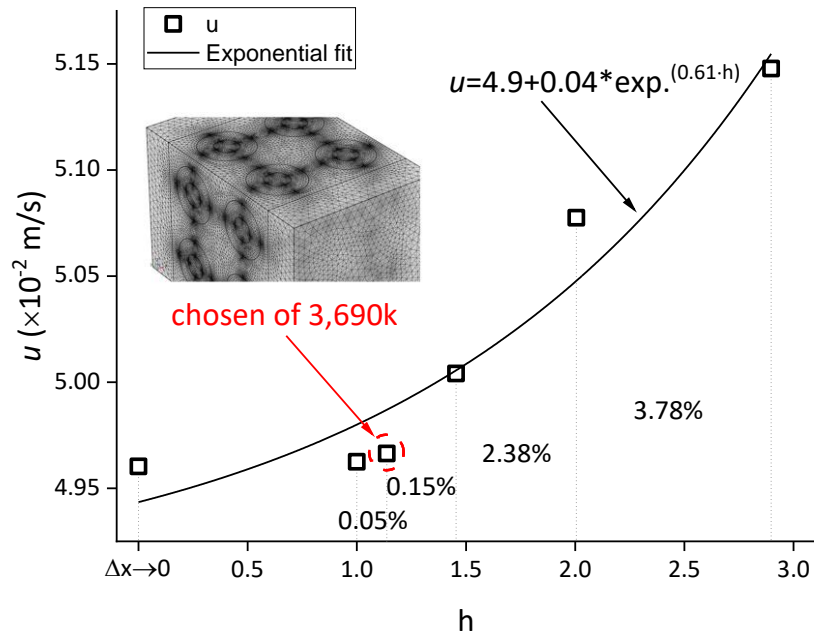 u
Exponential fit
u=4.9+0.04*exp.(0.61·h)
5.15
5.10
5.05
5.00
4.95
u (×10-2 m/s)
chosen of 3,690k
3.78%
2.38%
0.15%
0.05%
Δx→0
0.5
1.0
1.5
2.0
2.5
3.0
h